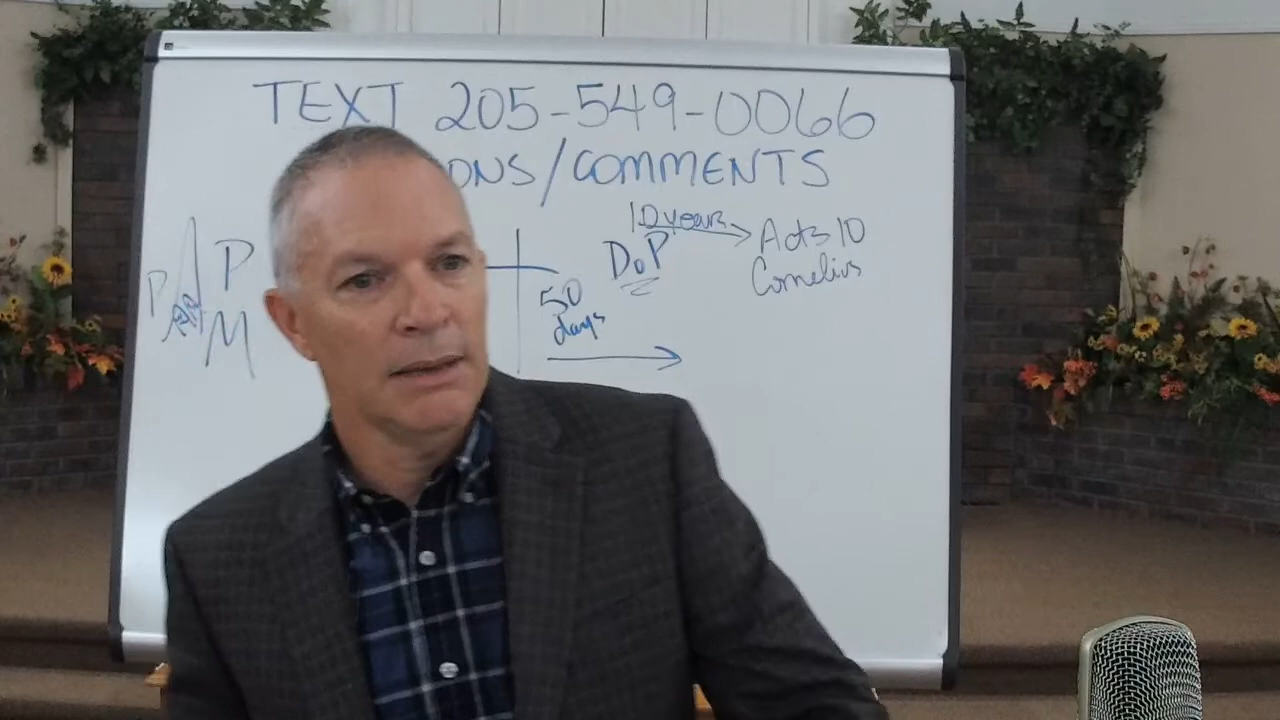 TEXT 205-549-0066
ONS/COMMENTS
10 years
Acts 10
P
P
DoP
Cornelius
50
days
M